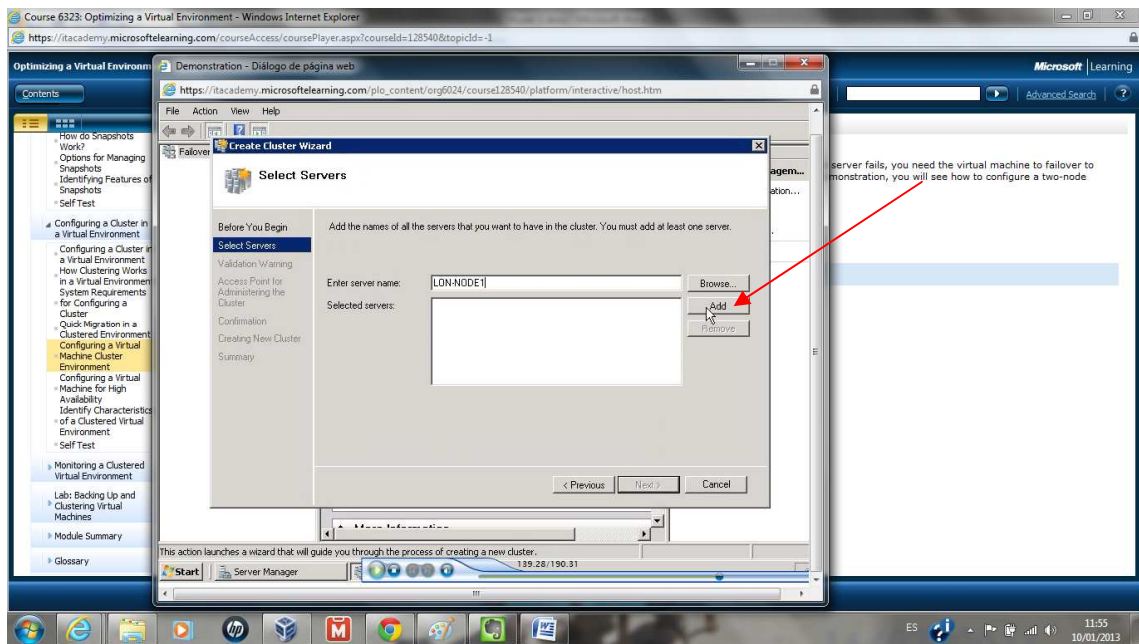 Course 6323: Optimizing a Virtual Environment - Windows Internet Explorer
https://itacademy.microsoftelearning.com/courseAccess/coursePlayer.aspx?courseId=128540&topicId=-1
Optimizing a Virtual Environm
Microsoft | Learning
Contents
Advanced Search
?
How do Snapshots
Work?
Options for Managing
Snapshots
Identifying Features of
Snapshots
Self Test
Configuring a Cluster in
a Virtual Environment
Configuring a Cluster in
a Virtual Environment
How Clustering Works
in a Virtual Environment
System Requirements
for Configuring a
Cluster
Quick Migration in a
Clustered Environment
Configuring a Virtual
Machine Cluster
Environment
Configuring a Virtual
Machine for High
Availability
Identify Characteristics
of a Clustered Virtual
Environment
Self Test
Monitoring a Clustered
Virtual Environment
Lab: Backing Up and
Clustering Virtual
Machines
Module Summary
Glossary
Demonstration - Diálogo de página web
https://itacademy.microsoftelearning.com/plo_content/org6024/course128540/platform/interactive/host.htm
File Action View Help
Failover
agem...
ation...
Create Cluster Wizard
Select Servers
Before You Begin
Select Servers
Validation Warning
Access Point for
Administering the
Cluster
Confirmation
Creating New Cluster
Summary
Add the names of all the servers that you want to have in the cluster. You must add at least one server.
Enter server name:
LON-NODE1
Browse...
Selected servers:
Add
Remove
< Previous
Next >
Cancel
More Information
This action launches a wizard that will guide you through the process of creating a new cluster.
Start
Server Manager
139.28/190.31
server fails, you need the virtual machine to failover to
monstration, you will see how to configure a two-node
ES
11:55
10/01/2013